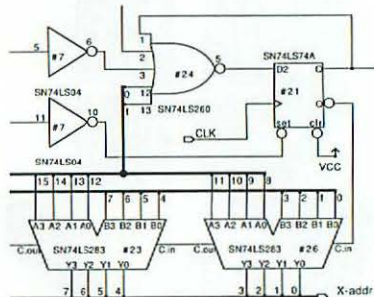 1
5 6 2
#7 3 #24 5
SN74LS04
0 12
1 13
SN74LS260
SN74LS74A
D2 Q
#21
set clr
CLK
VCC
11 10
#7
SN74LS04
15 14 13 12
11 10 9 8
7 6 5 4
3 2 1 0
A3 A2 A1 A0 B3 B2 B1 B0
A3 A2 A1 A0 B3 B2 B1 B0
C.out SN74LS283 #23 C.in
C.out SN74LS283 #26 C.in
Y3 Y2 Y1 Y0
Y3 Y2 Y1 Y0
7 6 5 4
3 2 1 0
X-addr